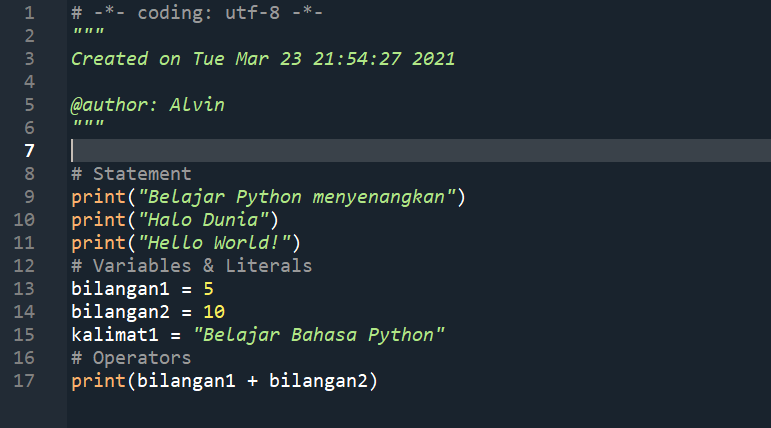 1 # -*- coding: utf-8 -*-
2 """
3 Created on Tue Mar 23 21:54:27 2021
4
5 @author: Alvin
6 """
7
8 # Statement
9 print("Belajar Python menyenangkan")
10 print("Halo Dunia")
11 print("Hello World!")
12 # Variables & Literals
13 bilangan1 = 5
14 bilangan2 = 10
15 kalimat1 = "Belajar Bahasa Python"
16 # Operators
17 print(bilangan1 + bilangan2)